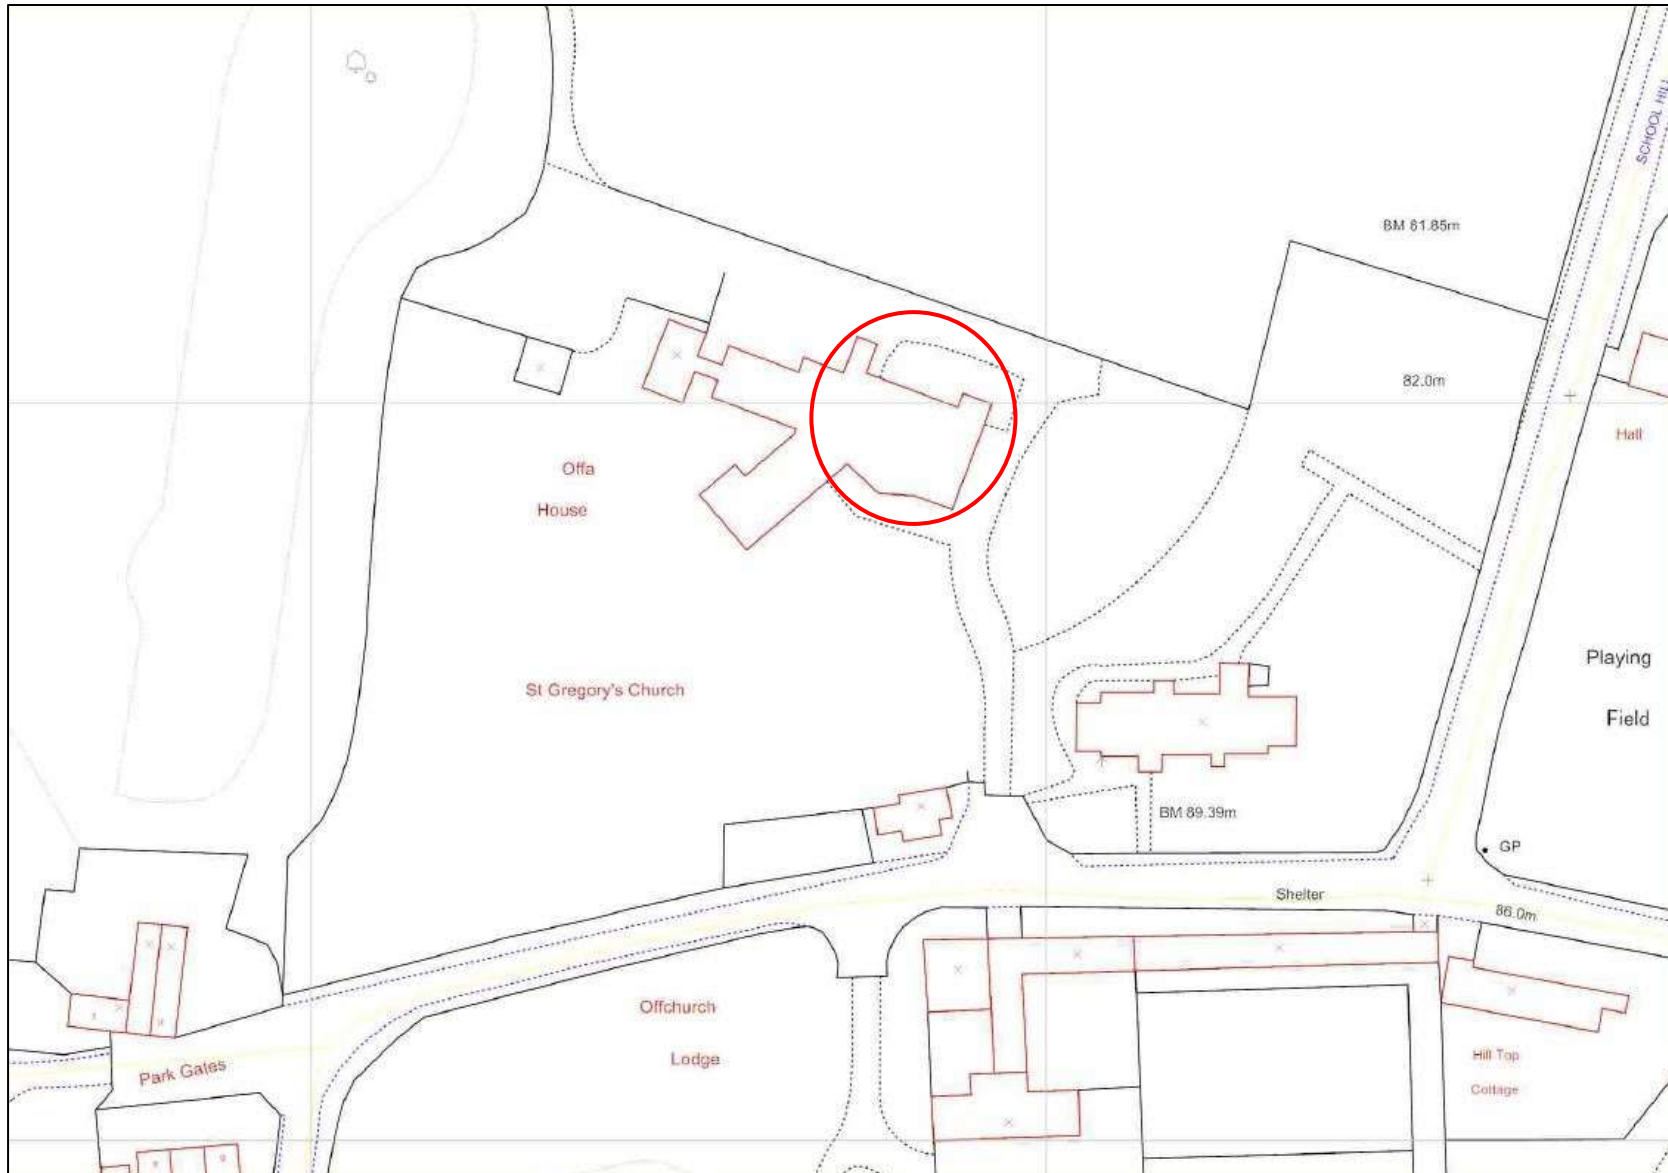 SCHOOL HILL
BM 81.85m
82.0m
Hall
Offa
House
Playing
Field
St Gregory's Church
BM 89.39m
GP
Shelter
86.0m
Offchurch
Lodge
Park Gates
Hill Top
Cottage